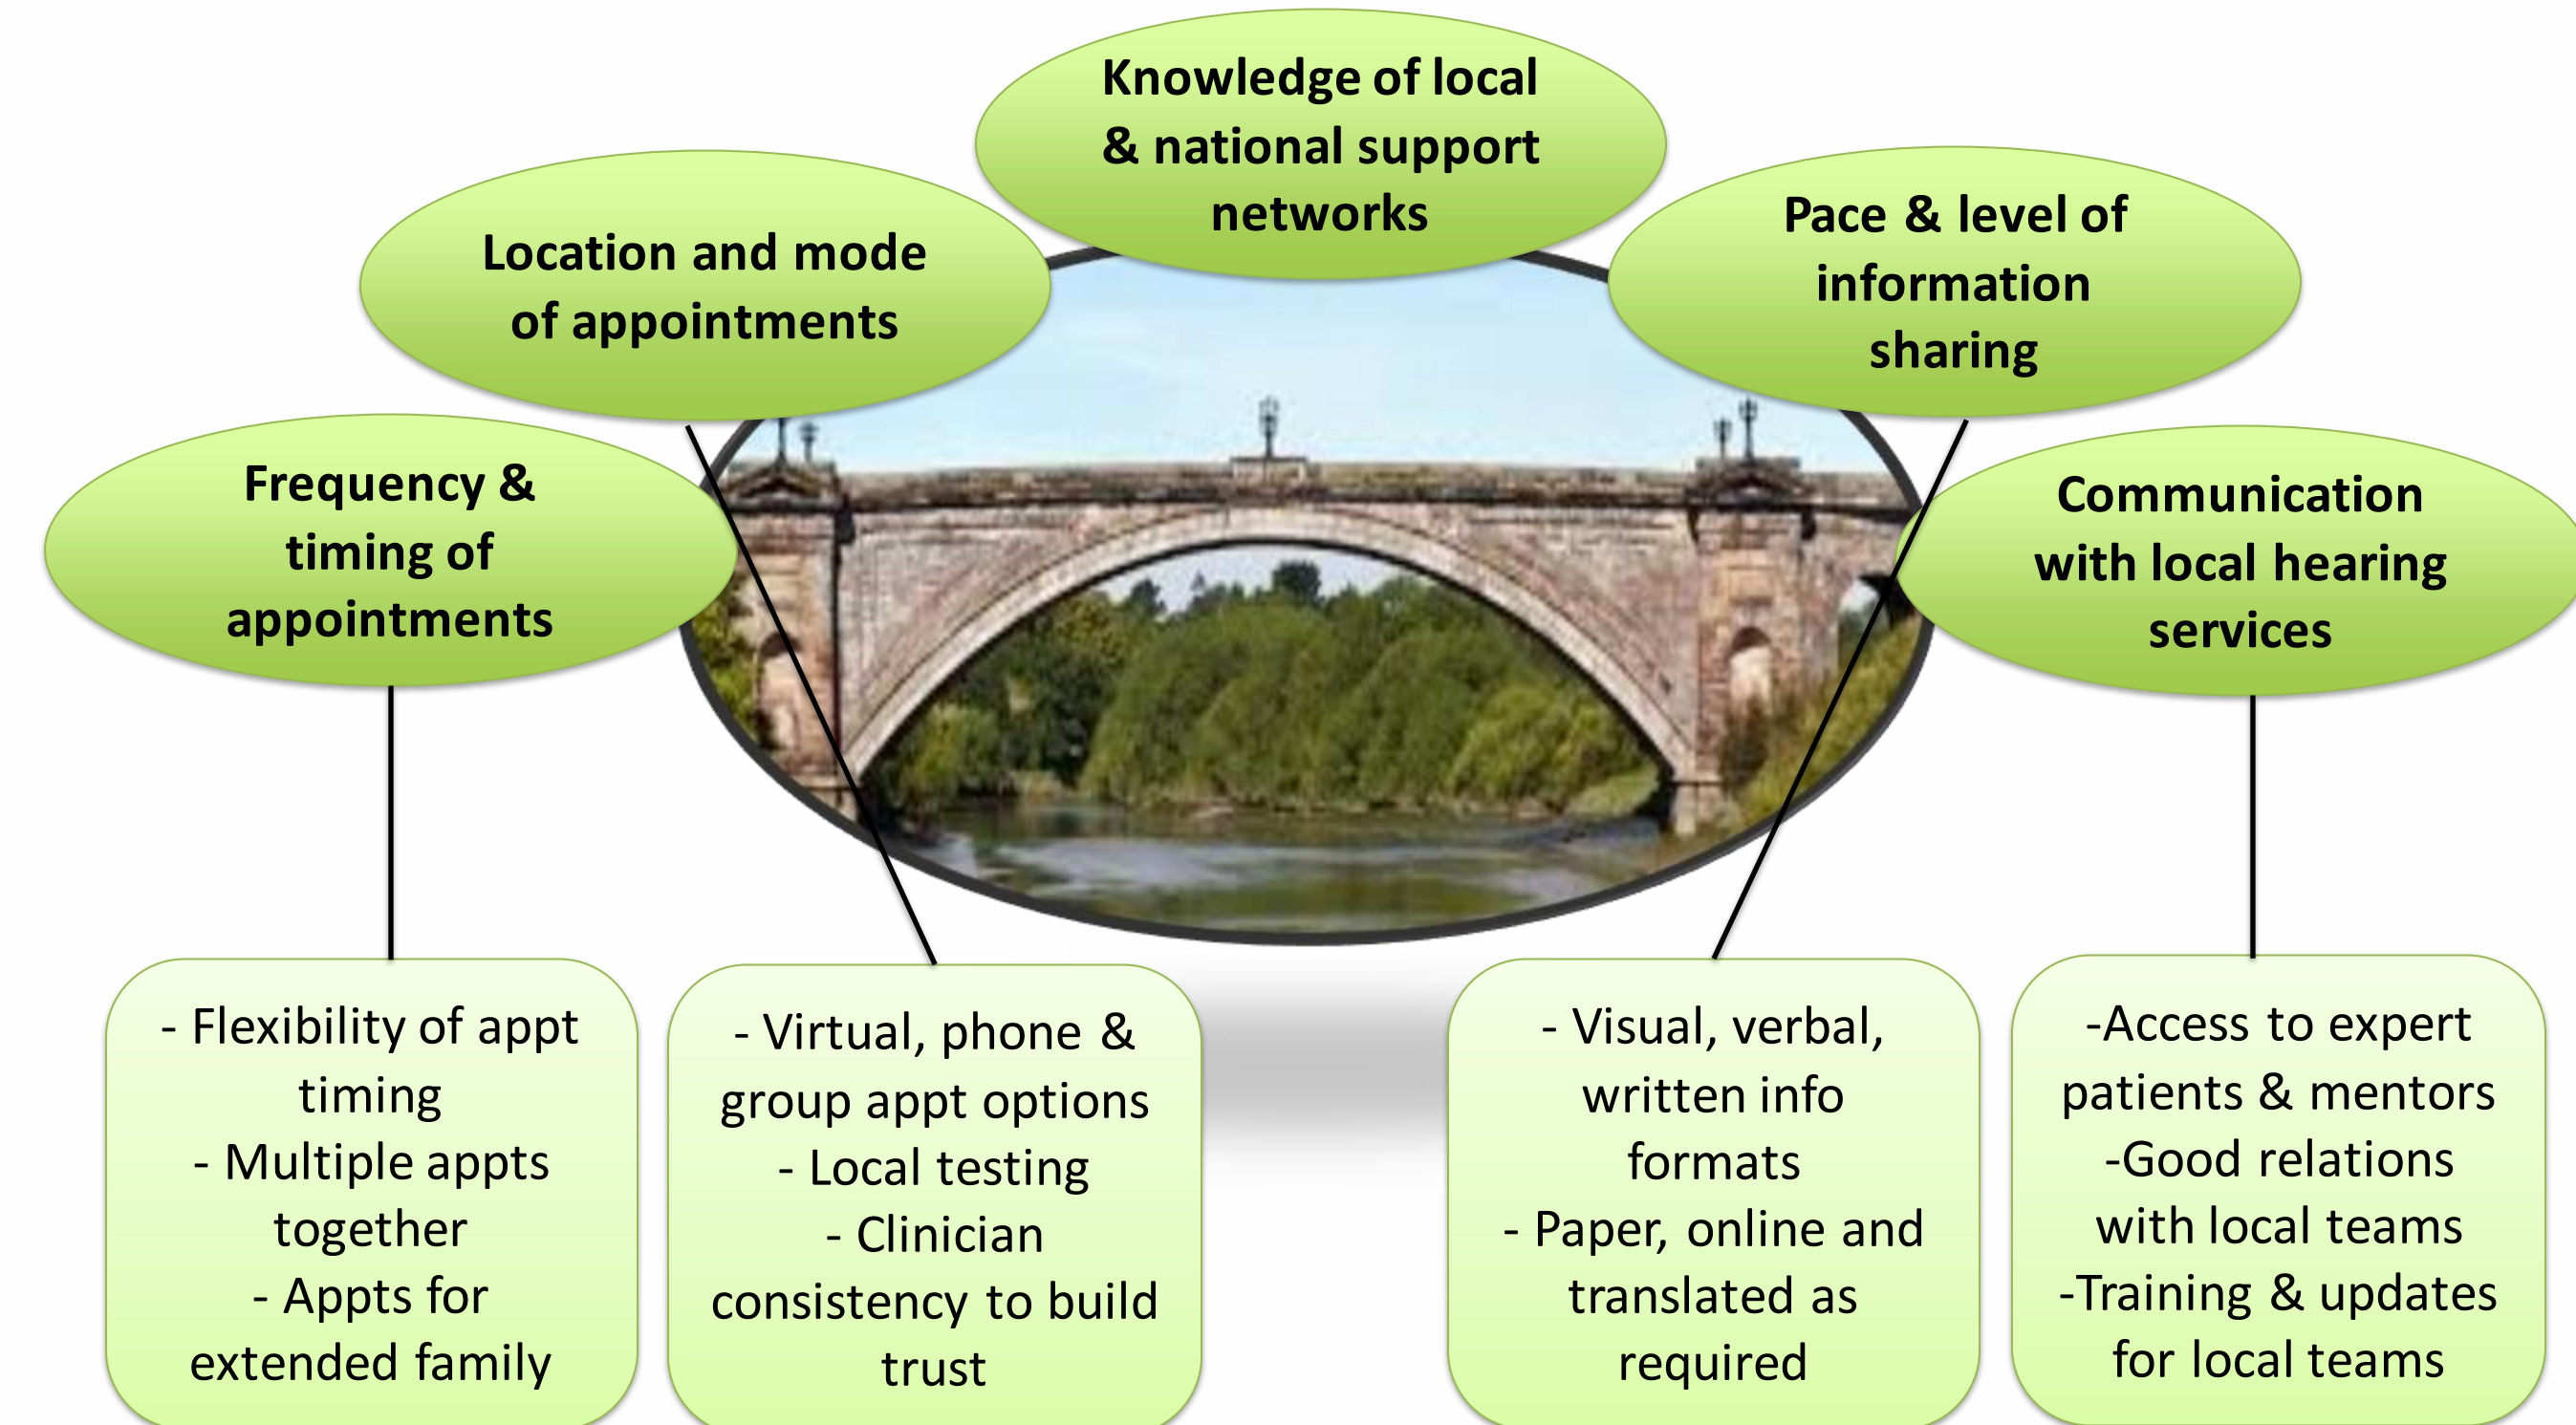 Knowledge of local
& national support
networks
Location and mode
of appointments
Pace & level of
information
sharing
Frequency &
timing of
appointments
Communication
with local hearing
services
- Flexibility of appt
timing
- Multiple appts
together
- Appts for
extended family
- Virtual, phone &
group appt options
- Local testing
- Clinician
consistency to build
trust
- Visual, verbal,
written info
formats
- Paper, online and
translated as
required
-Access to expert
patients & mentors
-Good relations
with local teams
-Training & updates
for local teams